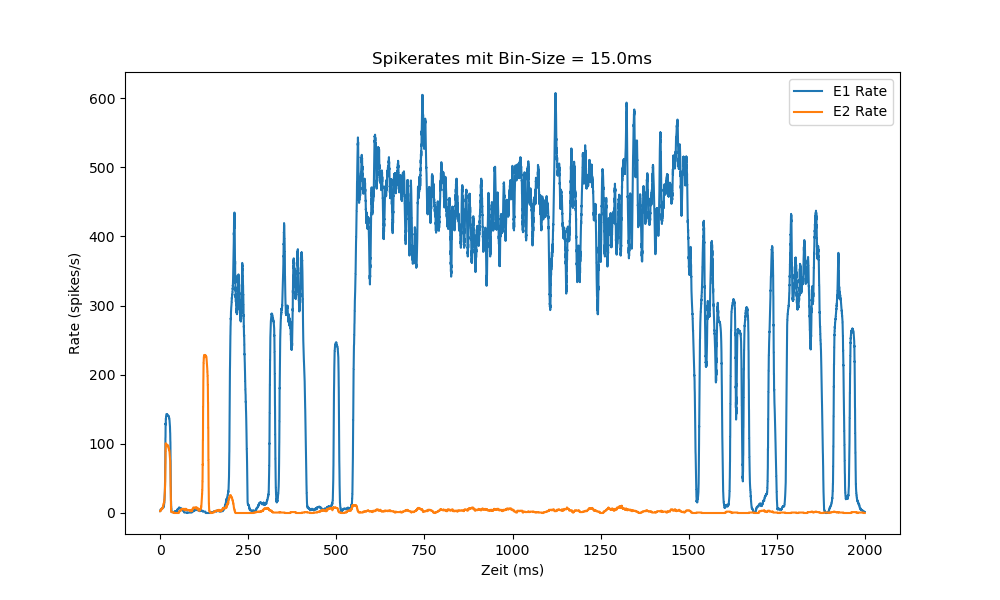 Spikerates mit Bin-Size = 15.0ms
E1 Rate
E2 Rate
Rate (spikes/s)
600
500
400
300
200
100
0
0 250 500 750 1000 1250 1500 1750 2000
Zeit (ms)